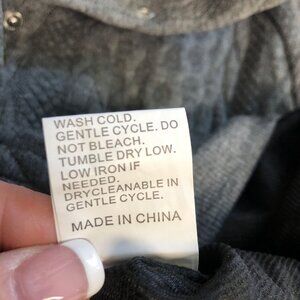 WASH COLD.
GENTLE CYCLE. DO
NOT BLEACH.
TUMBLE DRY LOW.
LOW IRON IF
NEEDED.
DRYCLEANABLE IN
GENTLE CYCLE.
MADE IN CHINA